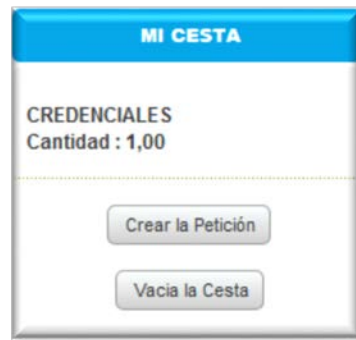 MI CESTA
CREDENCIALES
Cantidad : 1,00
Crear la Petición
Vacia la Cesta